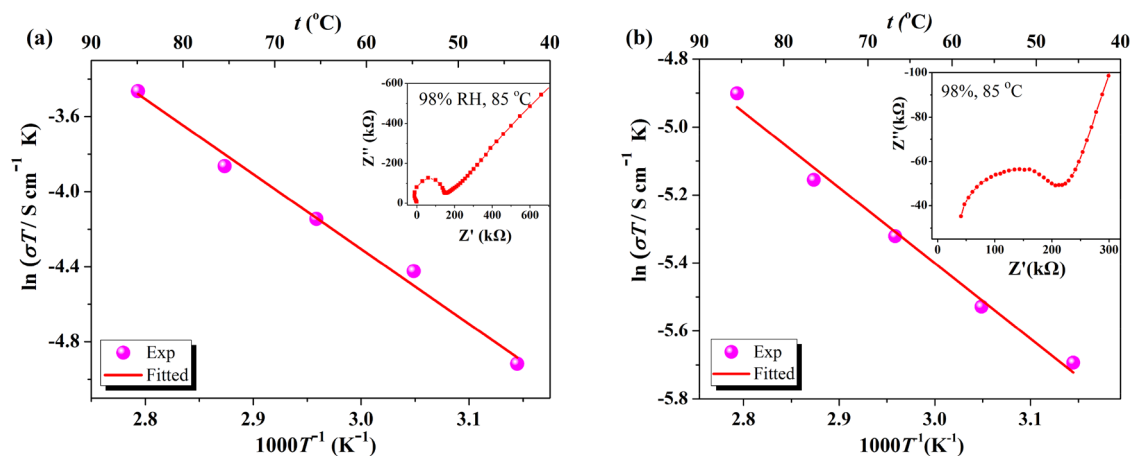 (a)
t (°C)
90 80 70 60 50 40
ln (σT / S cm⁻¹ K)
-3.6
-4.0
-4.4
-4.8
98% RH, 85 °C
Z'' (kΩ)
-600
-400
-200
0
0 200 400 600
Z' (kΩ)
Exp
Fitted
2.8 2.9 3.0 3.1
1000T⁻¹ (K⁻¹)
(b)
t(°C)
90 80 70 60 50 40
ln (σT / S cm⁻¹ K)
-4.8
-5.0
-5.2
-5.4
-5.6
-5.8
98%, 85 °C
Z''(kΩ)
-100
-80
-60
-40
0 100 200 300
Z'(kΩ)
Exp
Fitted
2.8 2.9 3.0 3.1
1000T¹(K⁻¹)